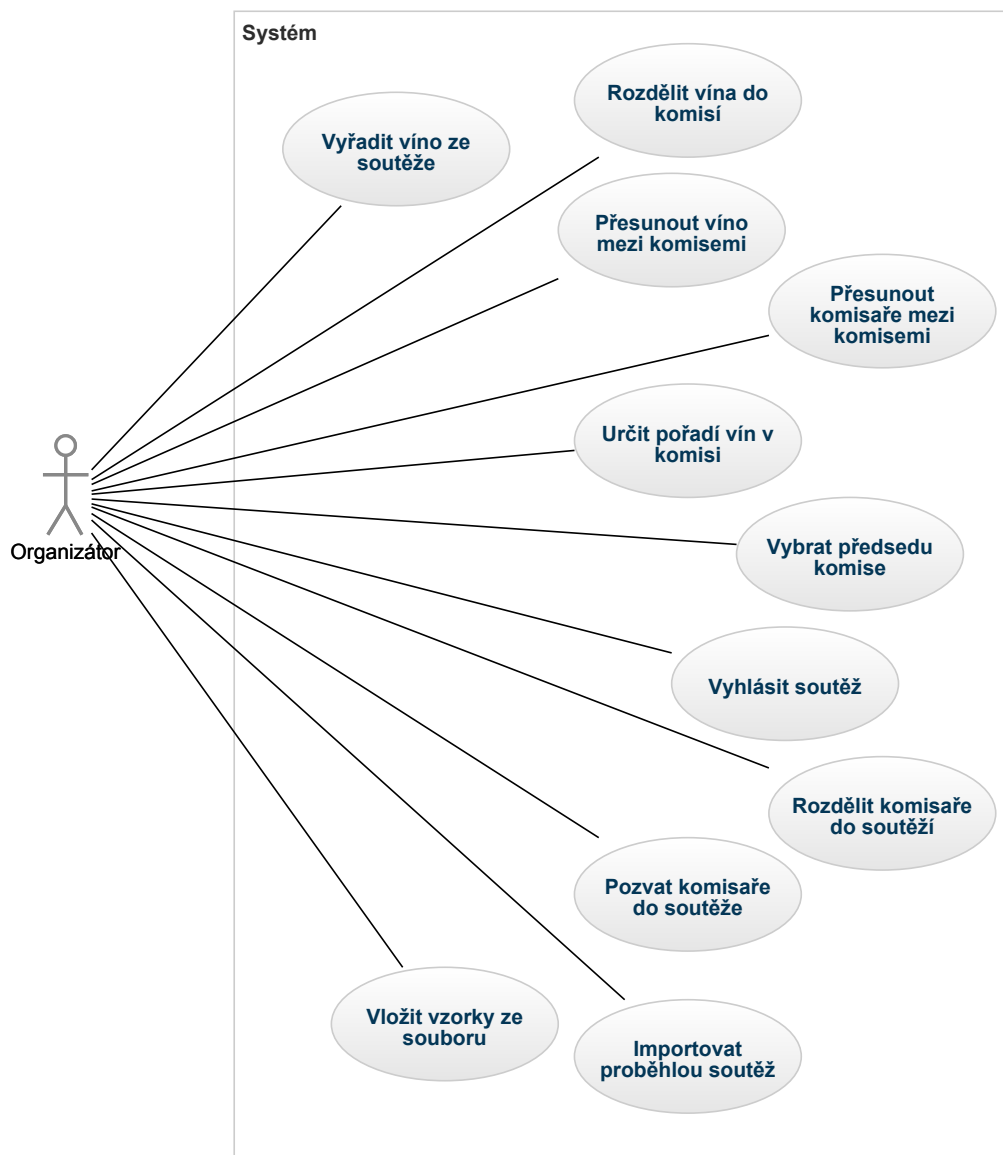 Systém
Rozdělit vína do
komisí
Vyřadit víno ze
soutěže
Přesunout víno
mezi komisemi
Přesunout
komisaře mezi
komisemi
Určit pořadí vín v
komisi
Organizátor
Vybrat předsedu
komise
Vyhlásit soutěž
Rozdělit komisaře
do soutěží
Pozvat komisaře
do soutěže
Vložit vzorky ze
souboru
Importovat
proběhlou soutěž